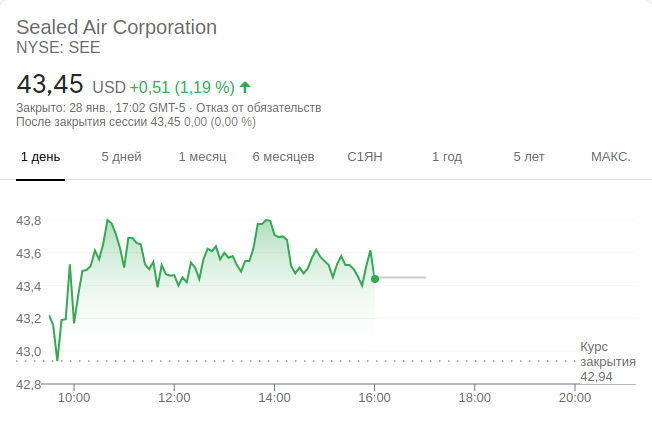 Sealed Air Corporation
NYSE: SEE
43,45 USD +0,51 (1,19 %)
Закрыто: 28 янв., 17:02 GMT-5 · Отказ от обязательств
После закрытия сессии 43,45 0,00 (0,00 %)
1 день 5 дней 1 месяц 6 месяцев С1ЯН 1 год 5 лет МАКС.
43,8
43,6
43,4
43,2
43,0
42,8
Курс
закрытия
42,94
10:00 12:00 14:00 16:00 18:00 20:00